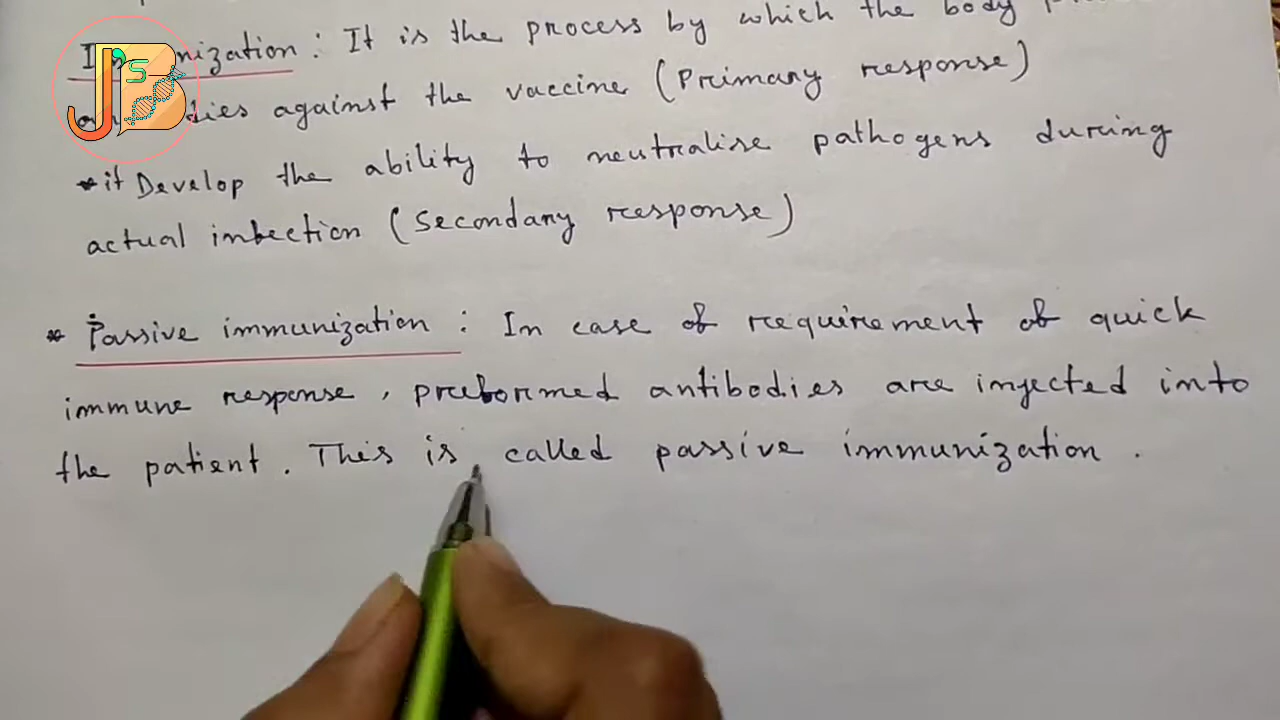 Immunization : It is the process by which the body
against the vaccine (Primary response)
* it Develop the ability to neutralise pathogens during
actual infection (Secondary response)
* Passive immunization : In case of requirement of quick
immune response, preformed antibodies are injected into
the patient. This is called passive immunization.
JSB